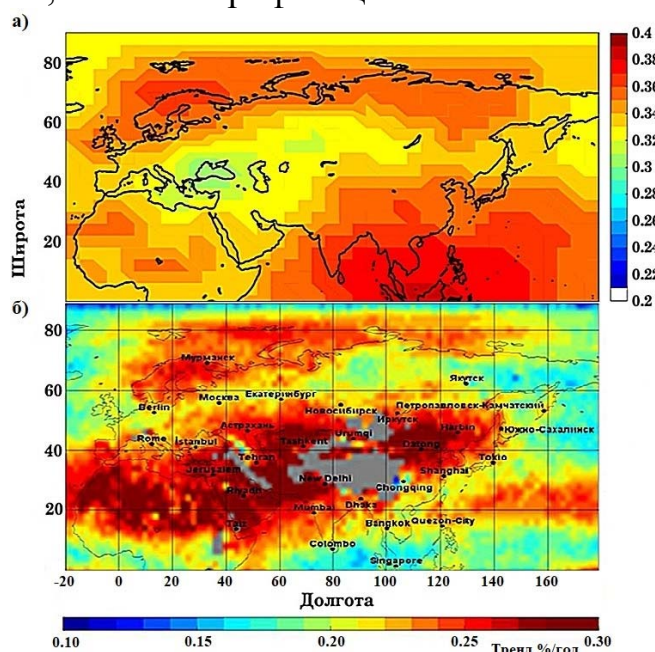 а)
0.4
0.38
0.36
0.34
0.32
0.3
0.28
0.26
0.24
0.22
0.2
80
60
40
20
Широта
б)
80
60
40
20
Мурманск
Якутск
Москва
Екатеринбург
Berlin
Новосибирск
Петропавловск-Камчатский
Иркутск
Астрахань
Rome
Istanbul
Tashkent
Urumqi
Harbin
Южно-Сахалинск
Datong
Tehran
Tokio
Jerusalem
Shanghai
Riyadh
New Delhi
Chongqing
Mumbai
Dhaka
Bangkok
Quezon-City
Colombo
Singapore
-20 0 20 40 60 80 100 120 140 160
Долгота
0.10 0.15 0.20 0.25 0.30
Тренд %/год